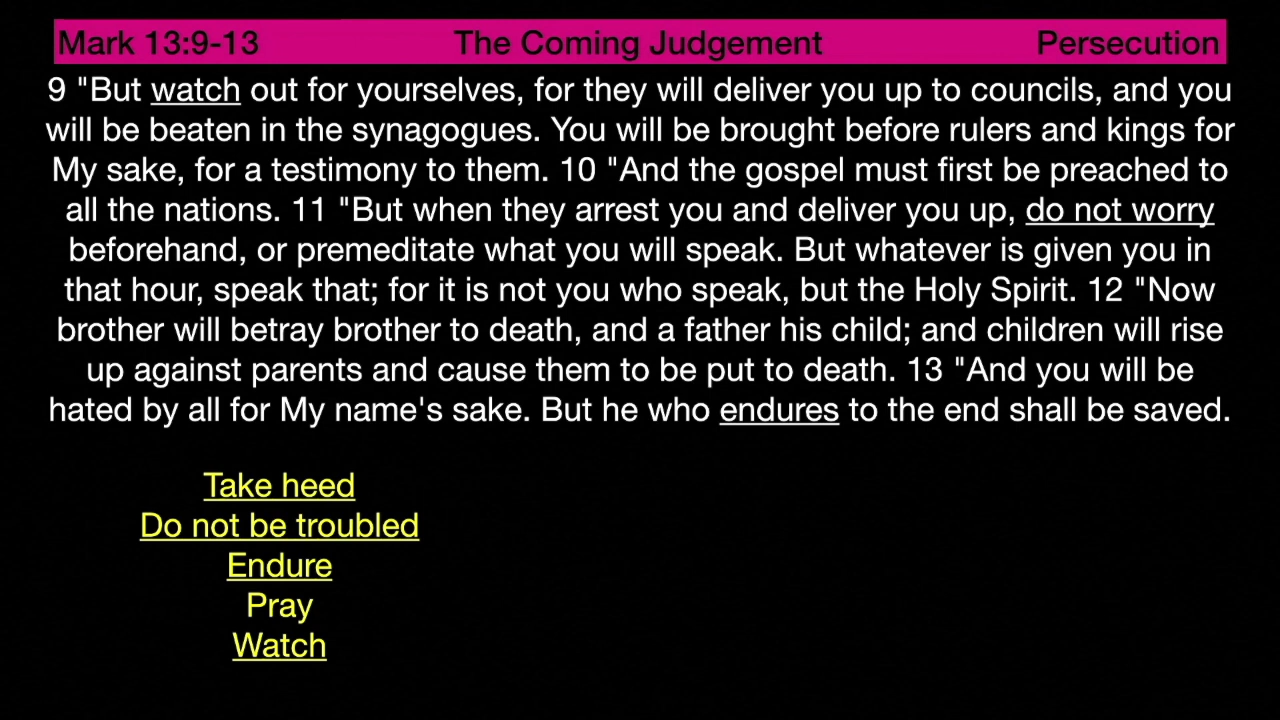 Mark 13:9-13 The Coming Judgement Persecution
9 "But watch out for yourselves, for they will deliver you up to councils, and you
will be beaten in the synagogues. You will be brought before rulers and kings for
My sake, for a testimony to them. 10 "And the gospel must first be preached to
all the nations. 11 "But when they arrest you and deliver you up, do not worry
beforehand, or premeditate what you will speak. But whatever is given you in
that hour, speak that; for it is not you who speak, but the Holy Spirit. 12 "Now
brother will betray brother to death, and a father his child; and children will rise
up against parents and cause them to be put to death. 13 "And you will be
hated by all for My name's sake. But he who endures to the end shall be saved.
Take heed
Do not be troubled
Endure
Pray
Watch